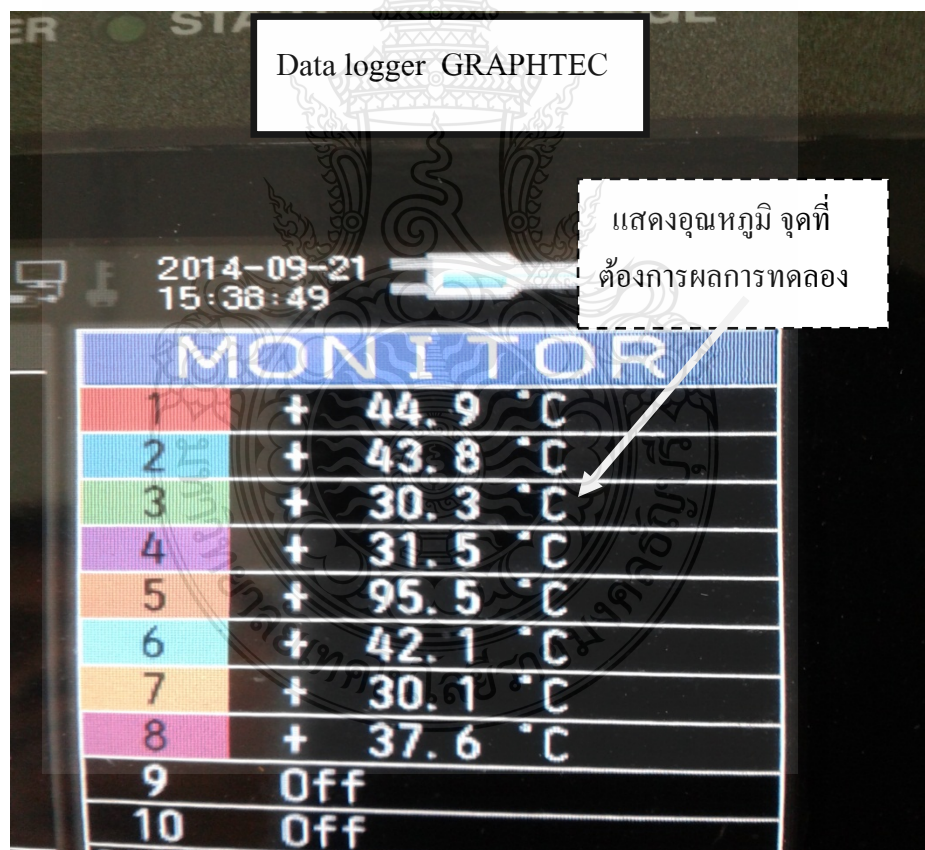 STA
Data logger GRAPHTEC
แสดงอุณหภูมิ จุดที่
ต้องการผลการทดลอง
2014-09-21
15:38:49
MONITOR
1 + 44.9 °C
2 + 43.8 °C
3 + 30.3 °C
4 + 31.5 °C
5 + 95.5 °C
6 + 42.1 °C
7 + 30.1 °C
8 + 37.6 °C
9 Off
10 Off